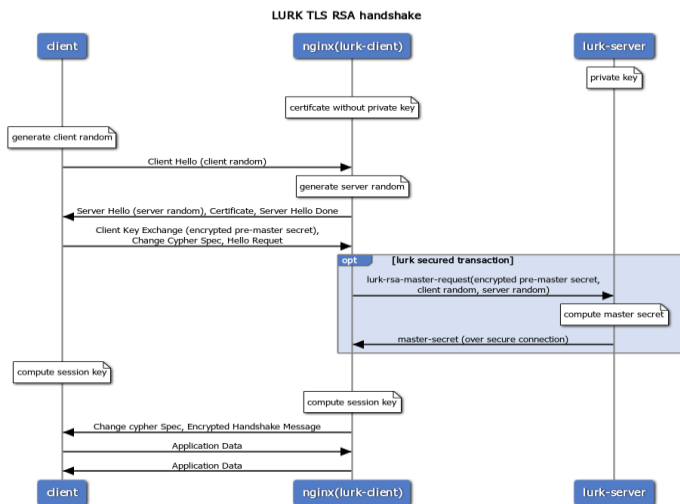 LURK TLS RSA handshake
client
nginx(lurk-client)
lurk-server
private key
certifcate without private key
generate client random
Client Hello (client random)
generate server random
Server Hello (server random), Certificate, Server Hello Done
Client Key Exchange (encrypted pre-master secret),
Change Cypher Spec, Hello Requet
opt
[lurk secured transaction]
lurk-rsa-master-request(encrypted pre-master secret,
client random, server random)
compute master secret
master-secret (over secure connection)
compute session key
compute session key
Change cypher Spec, Encrypted Handshake Message
Application Data
Application Data
client
nginx(lurk-client)
lurk-server